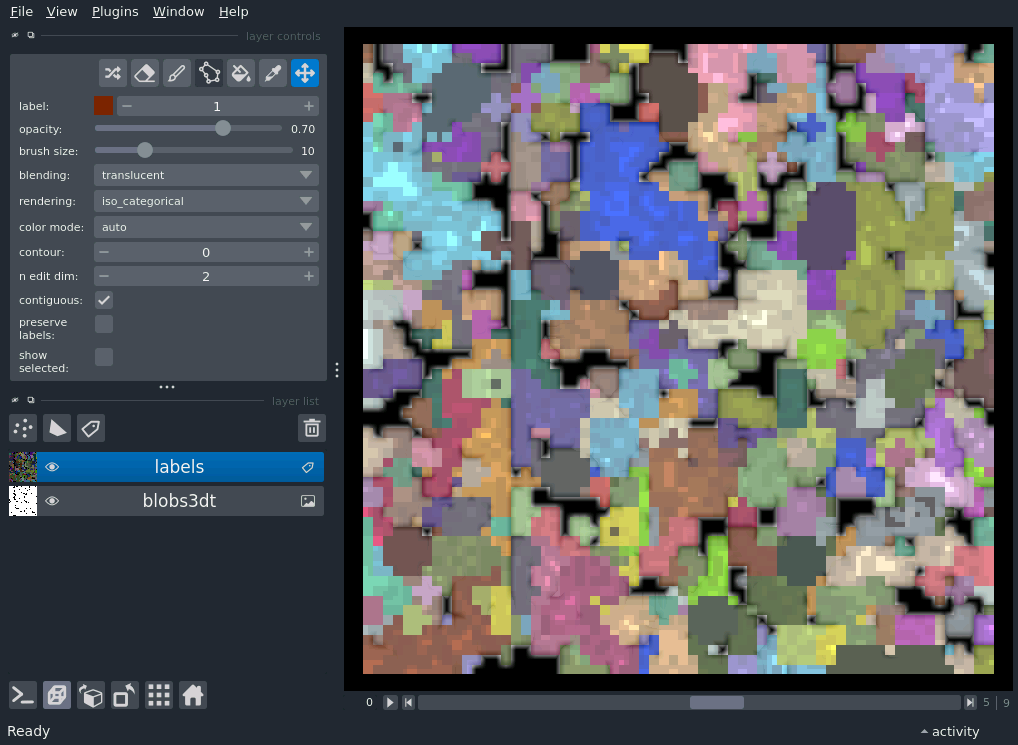 File View Plugins Window Help
layer controls
label: 1
opacity: 0.70
brush size: 10
blending: translucent
rendering: iso_categorical
color mode: auto
contour: 0
n edit dim: 2
contiguous:
preserve
labels:
show
selected:
layer list
labels
blobs3dt
0 5 | 9
Ready activity